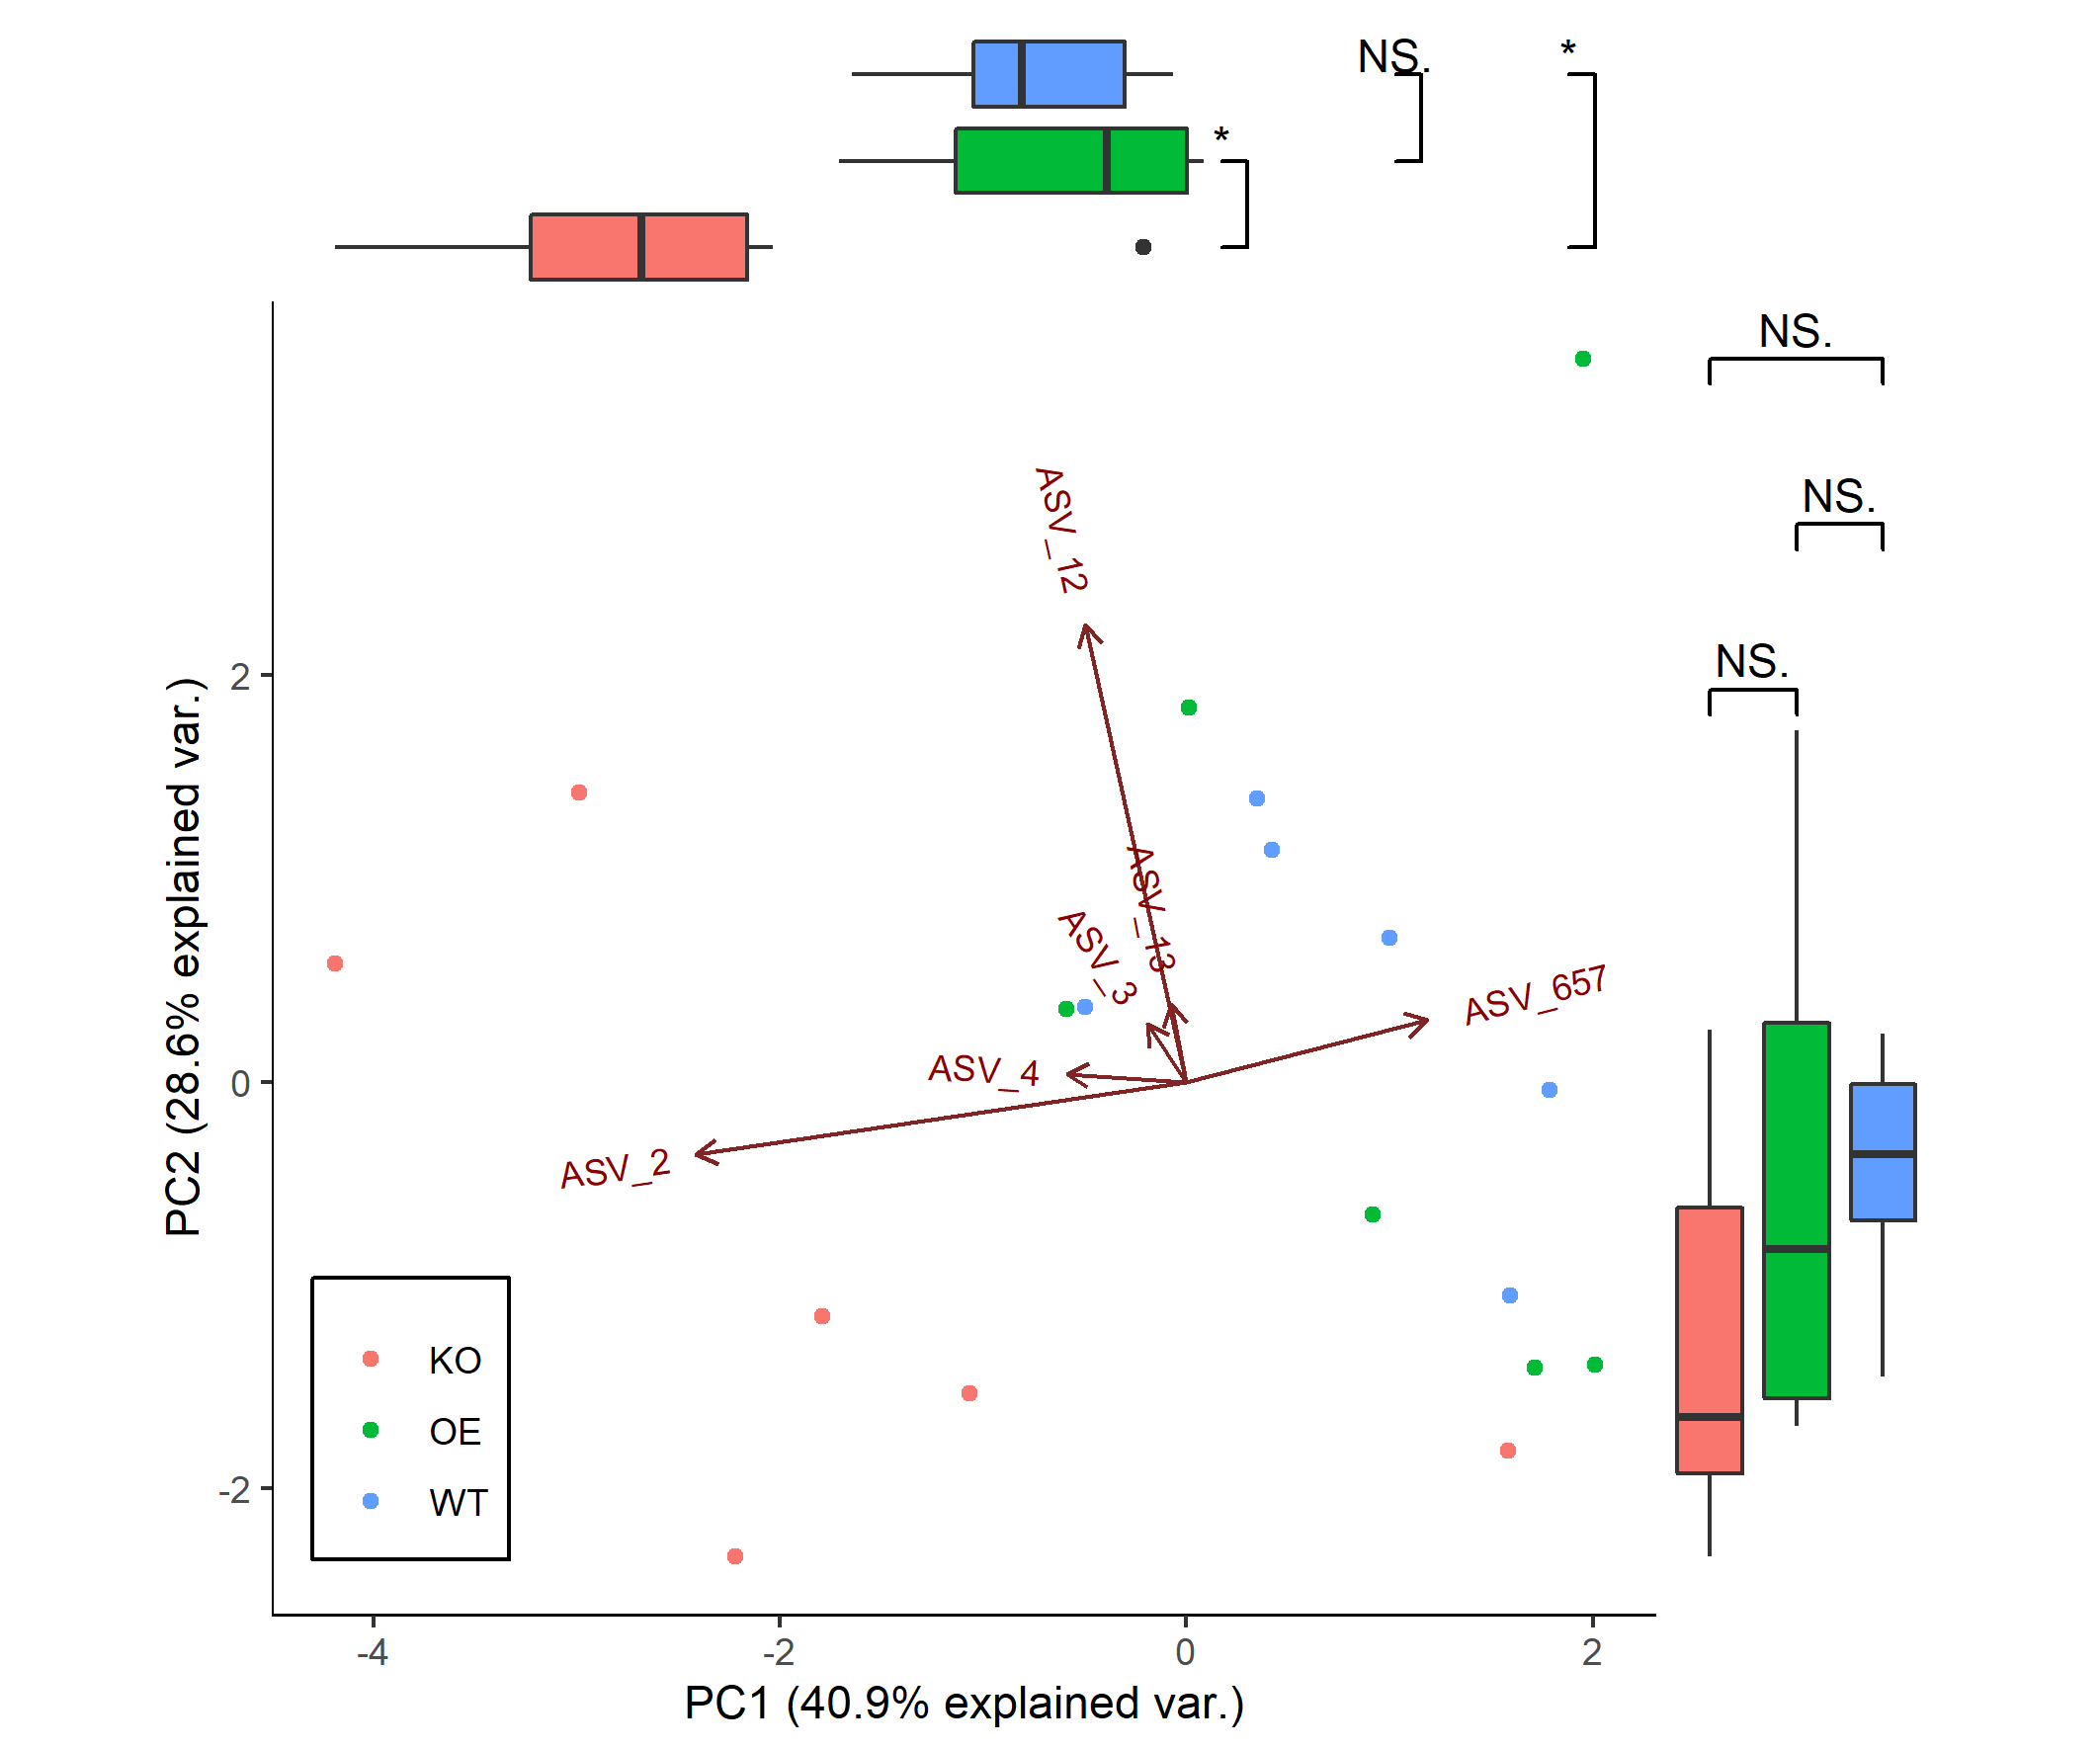 NS.
*
*
NS.
NS.
NS.
ASV_12
ASV_13
ASV_3
ASV_657
ASV_4
ASV_2
2
0
-2
PC2 (28.6% explained var.)
KO
OE
WT
-4
-2
0
2
PC1 (40.9% explained var.)